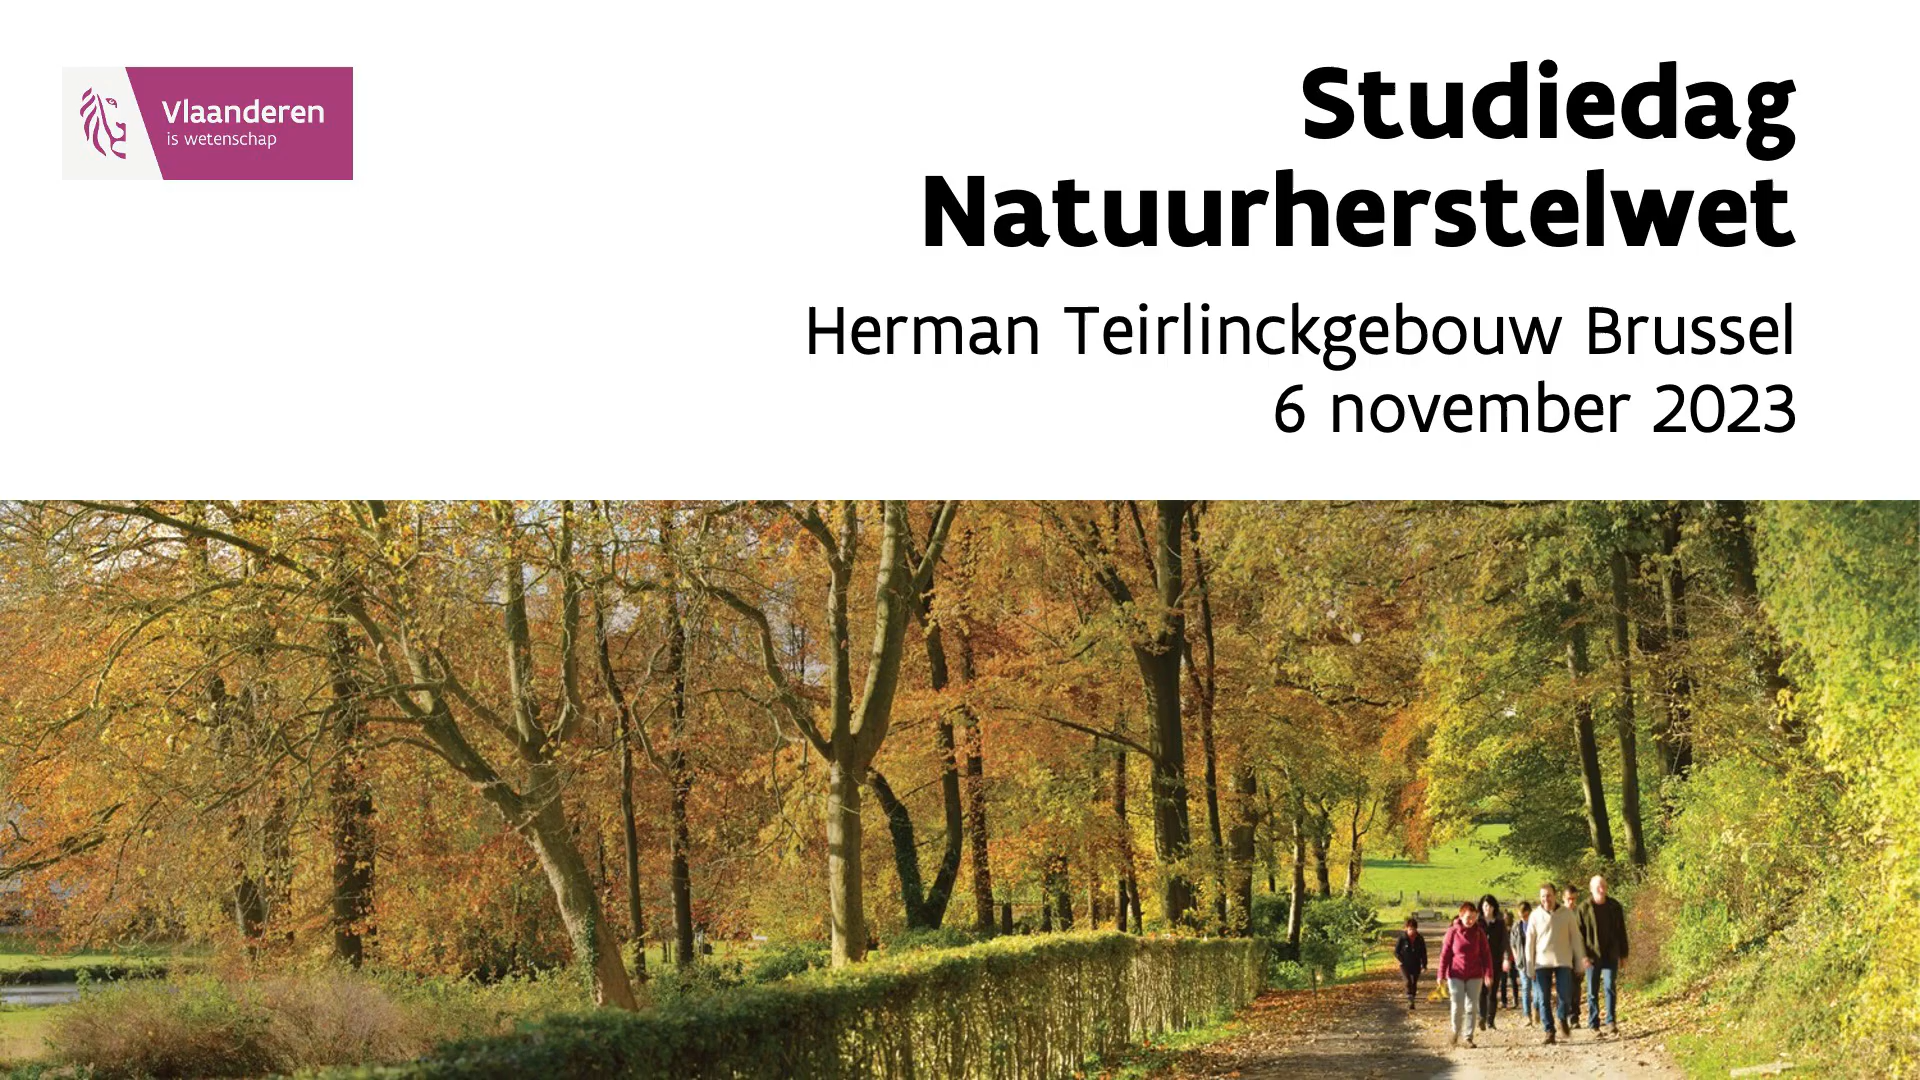 Vlaanderen
is wetenschap
Studiedag
Natuurherstelwet
Herman Teirlinckgebouw Brussel
6 november 2023